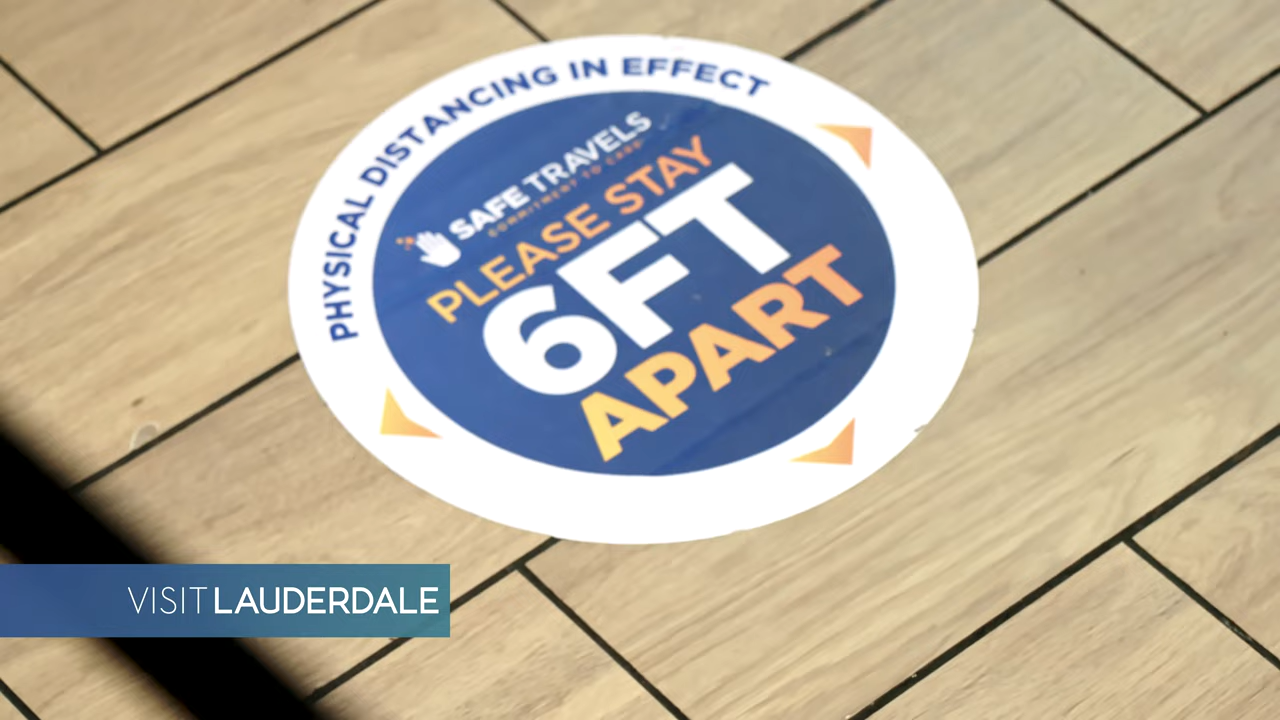 PHYSICAL DISTANCING IN EFFECT
SAFE TRAVELS
COMMITMENT TO CARE
PLEASE STAY
6FT
APART
VISIT LAUDERDALE